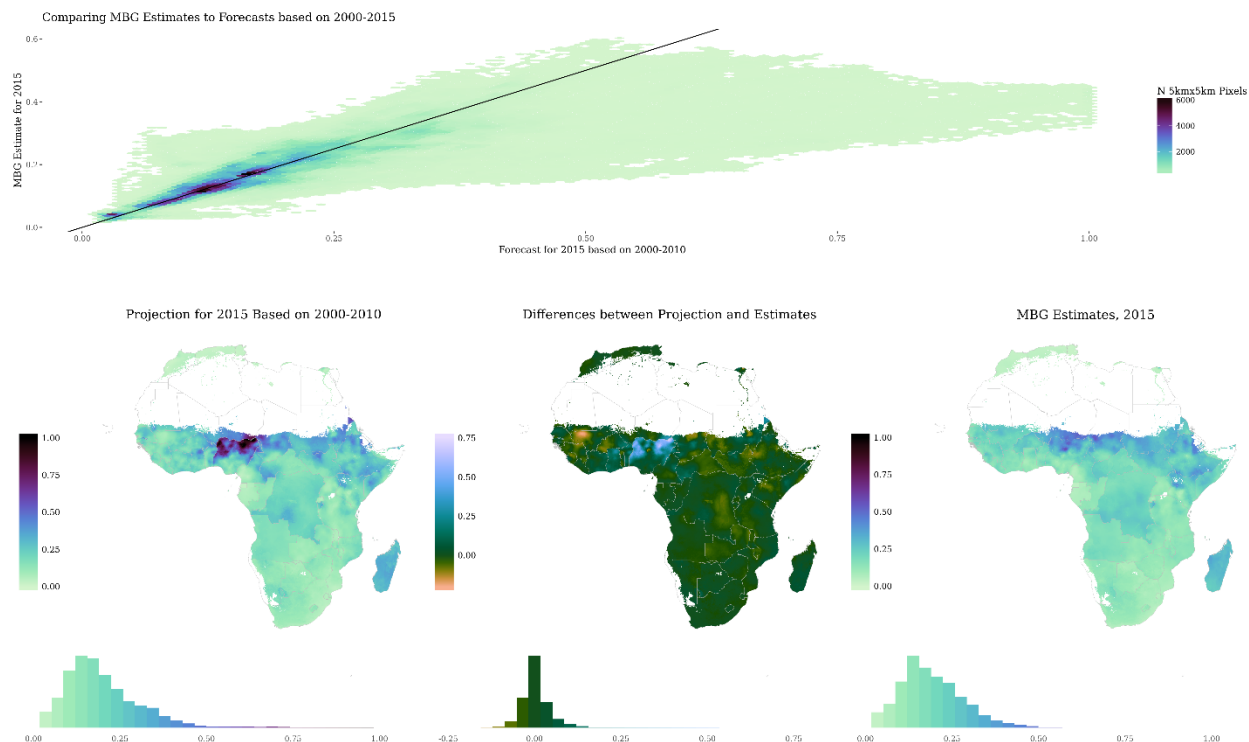 Comparing MBG Estimates to Forecasts based on 2000-2015
MBG Estimate for 2015
0.6
0.4
0.2
0.0
0.00 0.25 0.50 0.75 1.00
Forecast for 2015 based on 2000-2010
N 5kmx5km Pixels
6000
4000
2000
Projection for 2015 Based on 2000-2010
1.00
0.75
0.50
0.25
0.00
0.00 0.25 0.50 0.75 1.00
Differences between Projection and Estimates
0.75
0.50
0.25
0.00
-0.25 0.00 0.25 0.50 0.75
MBG Estimates, 2015
1.00
0.75
0.50
0.25
0.00
0.00 0.25 0.50 0.75 1.00